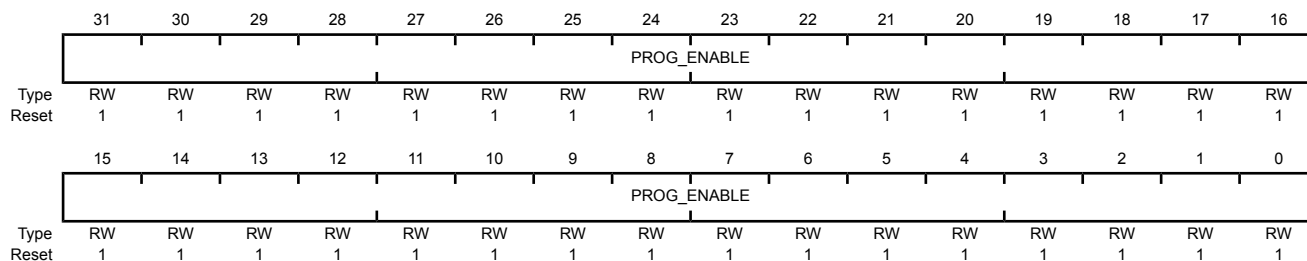 31 30 29 28 27 26 25 24 23 22 21 20 19 18 17 16
PROG_ENABLE
Type RW RW RW RW RW RW RW RW RW RW RW RW RW RW RW RW
Reset 1 1 1 1 1 1 1 1 1 1 1 1 1 1 1 1
15 14 13 12 11 10 9 8 7 6 5 4 3 2 1 0
PROG_ENABLE
Type RW RW RW RW RW RW RW RW RW RW RW RW RW RW RW RW
Reset 1 1 1 1 1 1 1 1 1 1 1 1 1 1 1 1